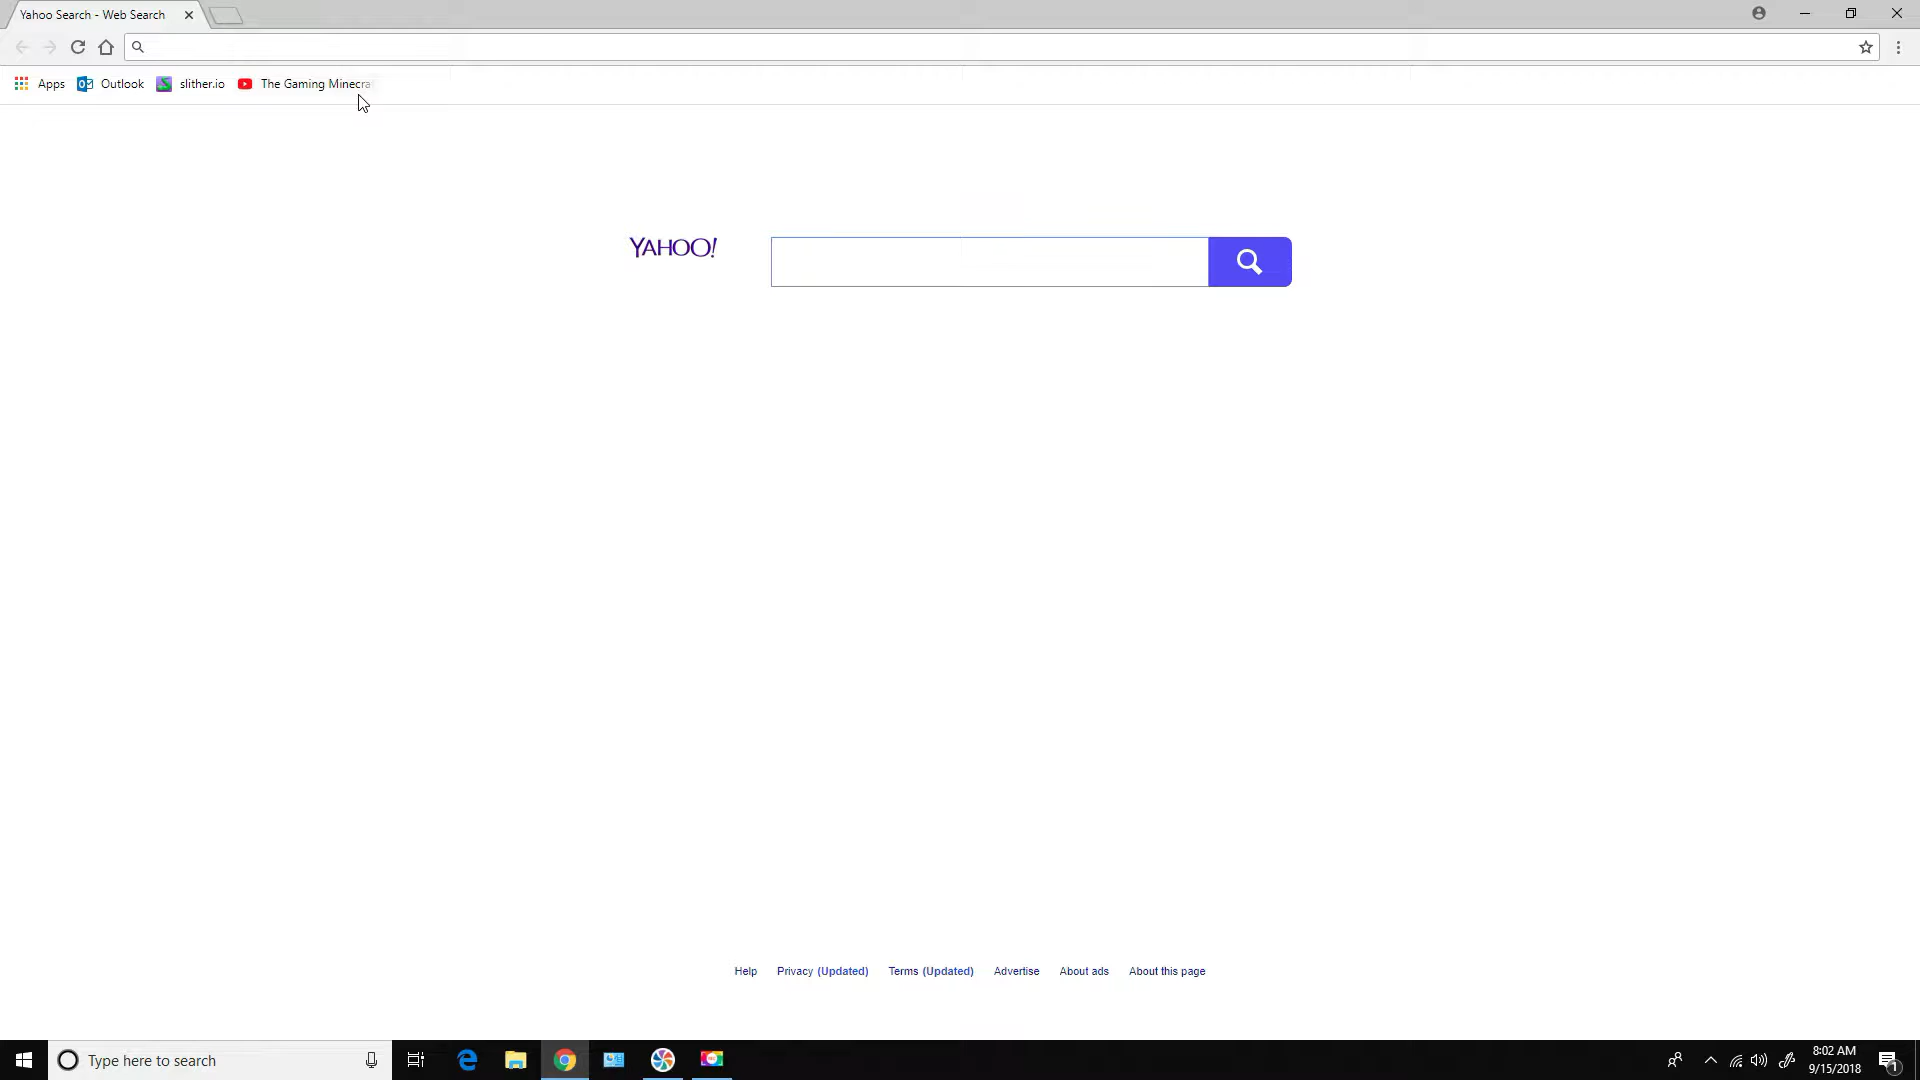 Yahoo Search - Web Search
Apps Outlook slither.io The Gaming Minecra
YAHOO!
Help Privacy (Updated) Terms (Updated) Advertise About ads About this page
Type here to search
8:02 AM
9/15/2018
1